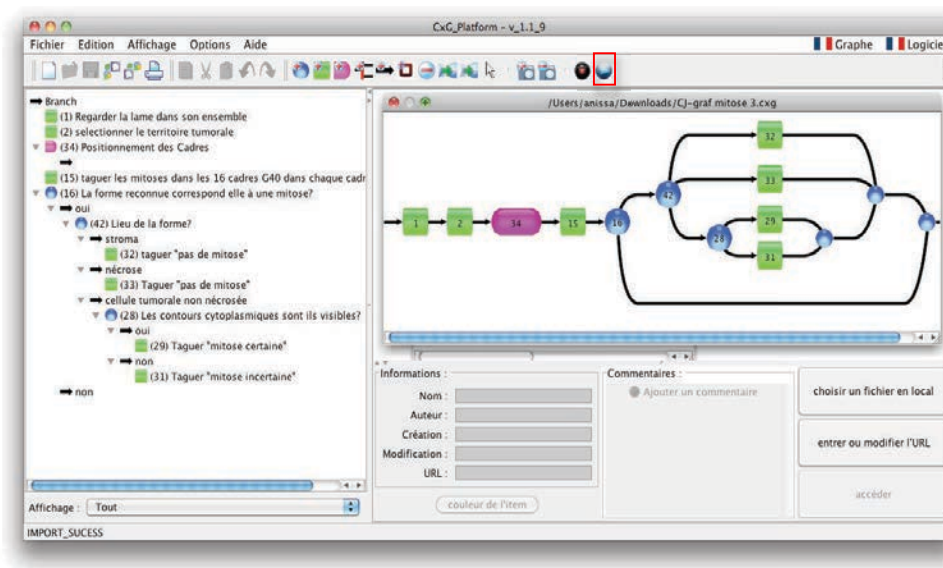 CxG_Platform - v_1.1_9
Fichier Edition Affichage Options Aide
Graphe Logicie
Branch
(1) Regarder la lame dans son ensemble
(2) selectionner le territoire tumorale
(34) Positionnement des Cadres
(15) taguer les mitoses dans les 16 cadres G40 dans chaque cadr
(16) La forme reconnue correspond elle à une mitose?
oui
(42) Lieu de la forme?
stroma
(32) taguer "pas de mitose"
nécrose
(33) Taguer "pas de mitose"
cellule tumorale non nécrosée
(28) Les contours cytoplasmiques sont ils visibles?
oui
(29) Taguer "mitose certaine"
non
(31) Taguer "mitose incertaine"
non
Affichage : Tout
IMPORT_SUCESS
/Users/anissa/Downloads/CJ-graf mitose 3.cxg
32
33
42
29
1 2 34 15 16
28
31
Informations :
Nom :
Auteur :
Création :
Modification :
URL :
couleur de l'item
Commentaires :
Ajouter un commentaire
choisir un fichier en local
entrer ou modifier l'URL
accéder